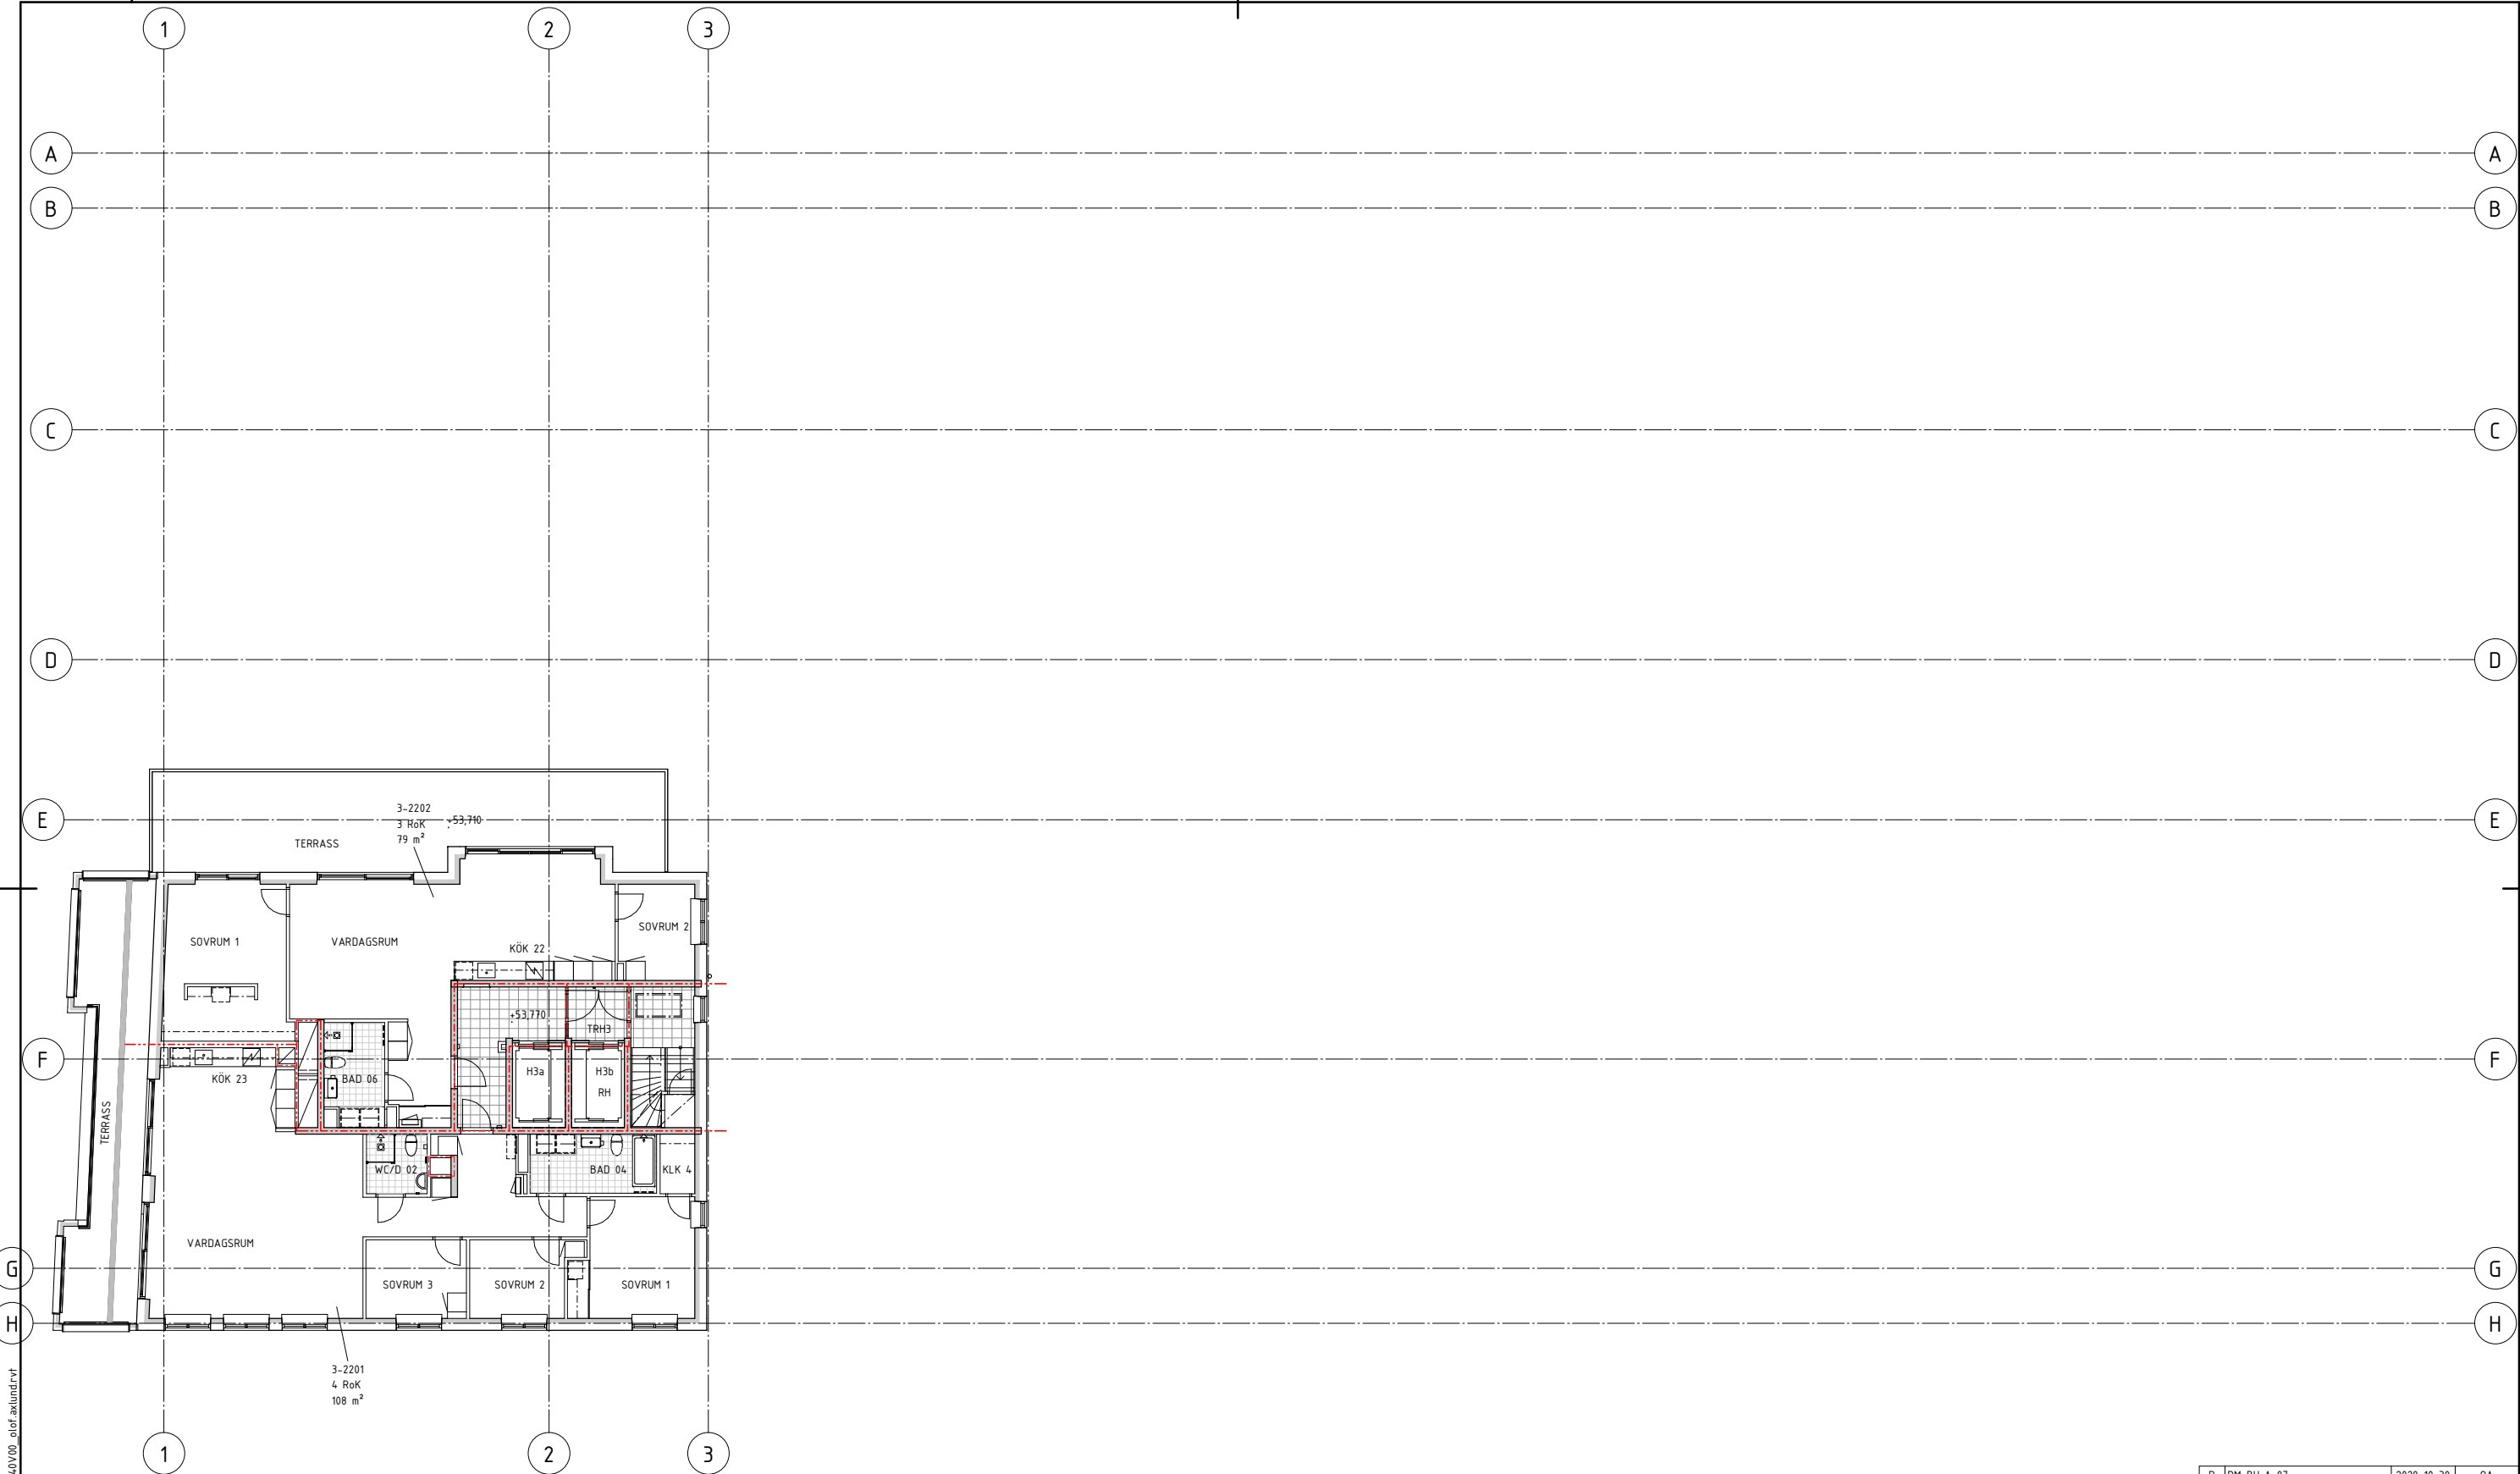 1 2 3
A A
B B
C C
D D
E E
3-2202
3 RoK +53,710
79 m²
TERRASS
SOVRUM 2
SOVRUM 1 VARDAGSRUM
KÖK 22
+53,770
TRH3
F F
H3a H3b
KÖK 23 BAD 06
RH
TERRASS
WC/D 02 BAD 04 KLK 4
VARDAGSRUM
G G
SOVRUM 3 SOVRUM 2 SOVRUM 1
H H
3-2201
4 RoK
108 m²
40V00_olof.axlund.rvt
1 2 3